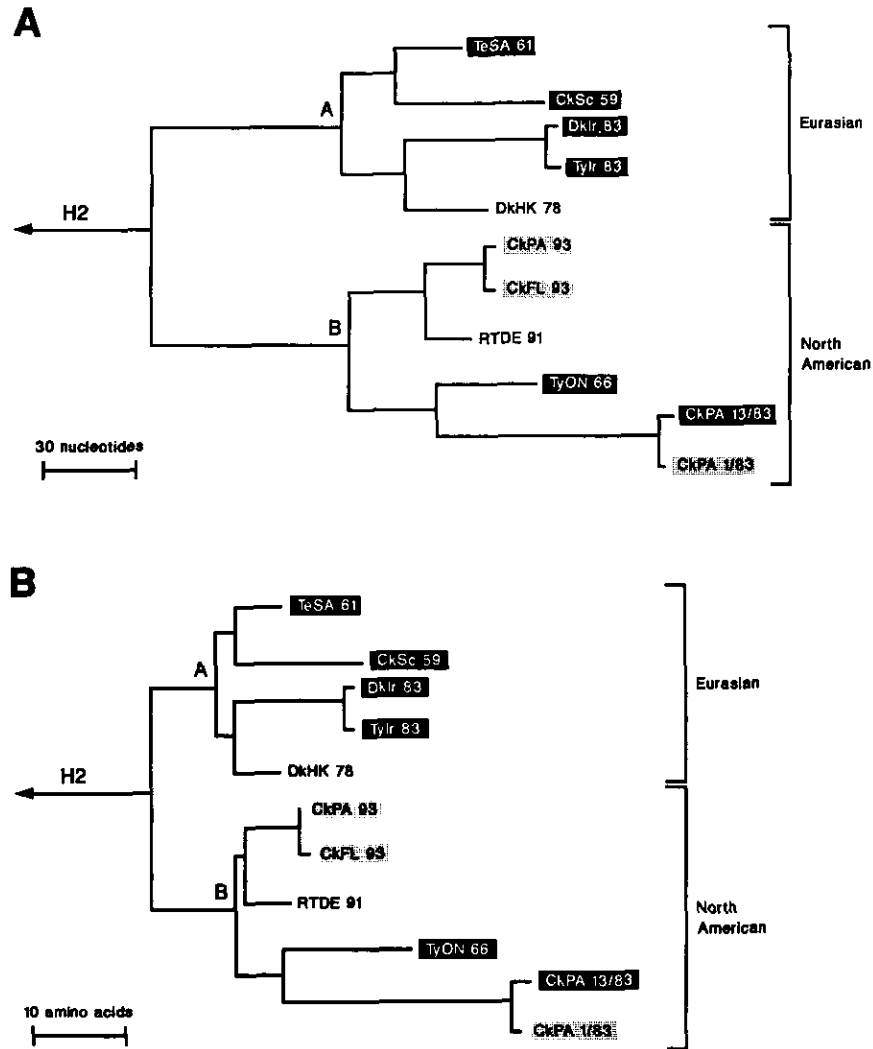 A
TeSA 61
A
CkSc 59
DkIr 83
Eurasian
TyIr 83
DkHK 78
H2
CkPA 93
CkFL 93
B
RTDE 91
North
American
TyON 66
CkPA 13/83
30 nucleotides
CkPA 1/83
B
TeSA 61
A
CkSc 59
DkIr 83
Eurasian
TyIr 83
DkHK 78
H2
CkPA 93
CkFL 93
B
RTDE 91
North
American
TyON 66
CkPA 13/83
10 amino acids
CkPA 1/83